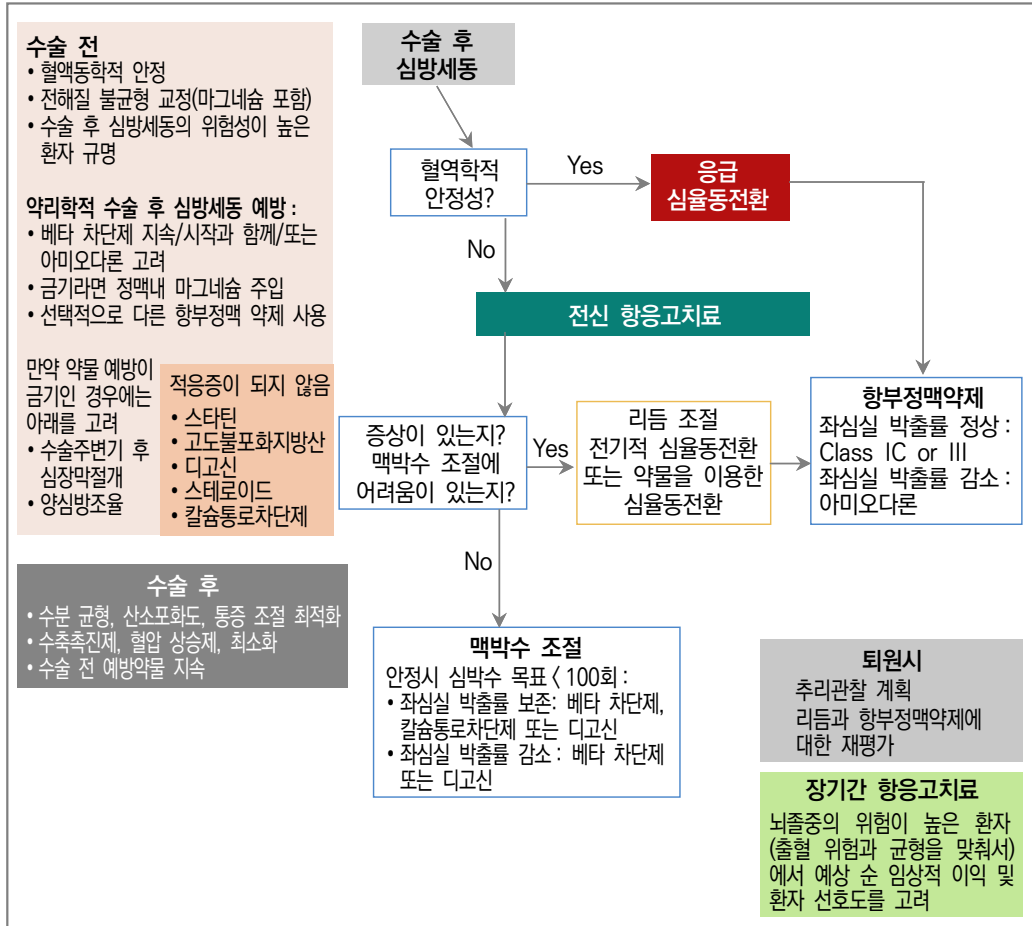 수술 전
• 혈액동학적 안정
• 전해질 불균형 교정(마그네슘 포함)
• 수술 후 심방세동의 위험성이 높은
환자 규명
약리학적 수술 후 심방세동 예방 :
• 베타 차단제 지속/시작과 함께/또는
아미오다론 고려
• 금기라면 정맥내 마그네슘 주입
• 선택적으로 다른 항부정맥 약제 사용
만약 약물 예방이
금기인 경우에는
아래를 고려
• 수술주변기 후
심장막절개
• 양심방조율
적응증이 되지 않음
• 스타틴
• 고도불포화지방산
• 디고신
• 스테로이드
• 칼슘통로차단제
수술 후
• 수분 균형, 산소포화도, 통증 조절 최적화
• 수축촉진제, 혈압 상승제, 최소화
• 수술 전 예방약물 지속
수술 후
심방세동
혈역학적
안정성?
Yes
응급
심율동전환
No
전신 항응고치료
증상이 있는지?
맥박수 조절에
어려움이 있는지?
Yes
리듬 조절
전기적 심율동전환
또는 약물을 이용한
심율동전환
항부정맥약제
좌심실 박출률 정상 :
Class IC or III
좌심실 박출률 감소 :
아미오다론
No
맥박수 조절
안정시 심박수 목표 < 100회 :
• 좌심실 박출률 보존: 베타 차단제,
칼슘통로차단제 또는 디고신
• 좌심실 박출률 감소 : 베타 차단제
또는 디고신
퇴원시
추리관찰 계획
리듬과 항부정맥약제에
대한 재평가
장기간 항응고치료
뇌졸중의 위험이 높은 환자
(출혈 위험과 균형을 맞춰서)
에서 예상 순 임상적 이익 및
환자 선호도를 고려